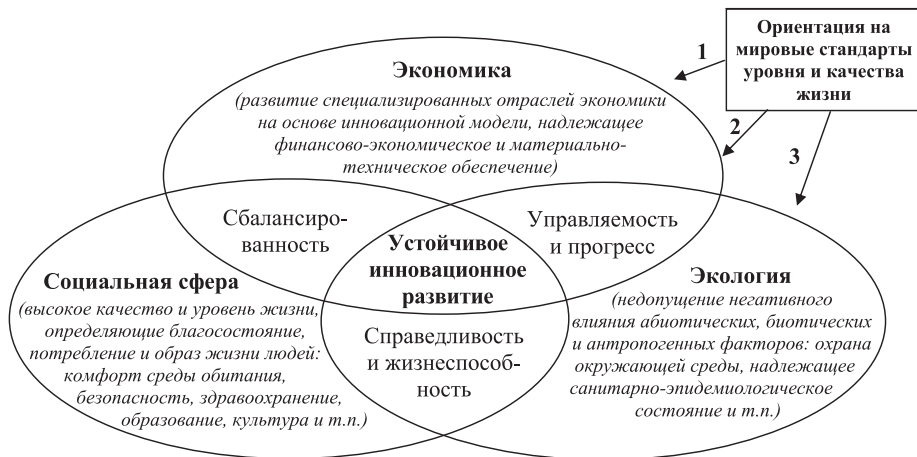 Ориентация на
мировые стандарты
уровня и качества
жизни
1
2
3
Экономика
(развитие специализированных отраслей экономики
на основе инновационной модели, надлежащее
финансово-экономическое и материально-
техническое обеспечение)
Сбалансиро-
ванность
Управляемость
и прогресс
Устойчивое
инновационное
развитие
Социальная сфера
(высокое качество и уровень жизни,
определяющие благосостояние,
потребление и образ жизни людей:
комфорт среды обитания,
безопасность, здравоохранение,
образование, культура и т.п.)
Справедливость
и жизнеспособ-
ность
Экология
(недопущение негативного
влияния абиотических, биотических
и антропогенных факторов: охрана
окружающей среды, надлежащее
санитарно-эпидемиологическое
состояние и т.п.)